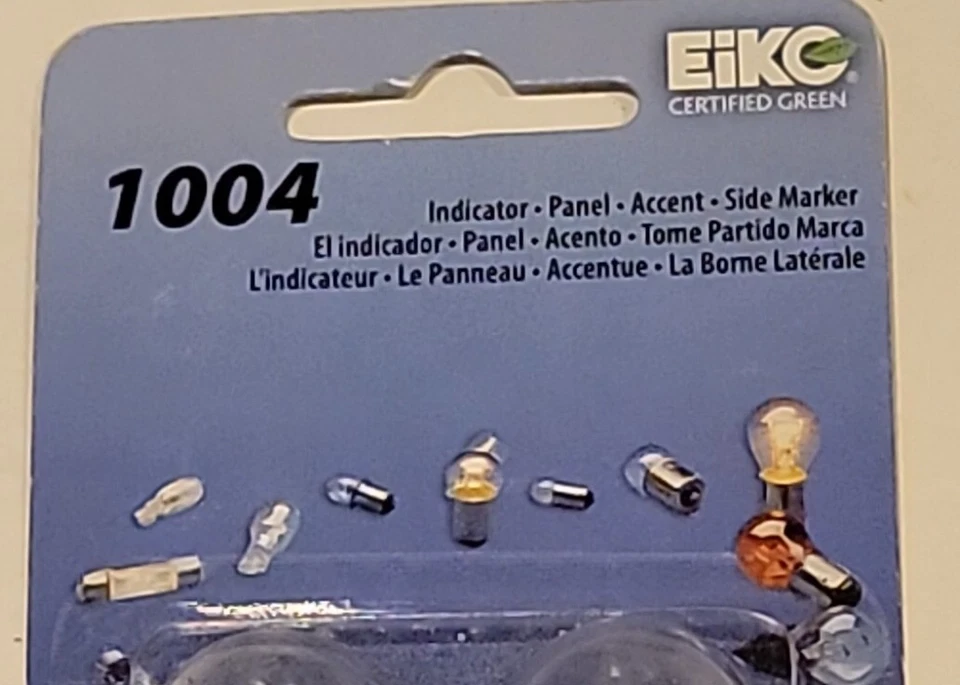 EiKO®
CERTIFIED GREEN
1004
Indicator • Panel • Accent • Side Marker
El indicador • Panel • Acento • Tome Partido Marca
L'indicateur • Le Panneau • Accentue • La Borne Latérale